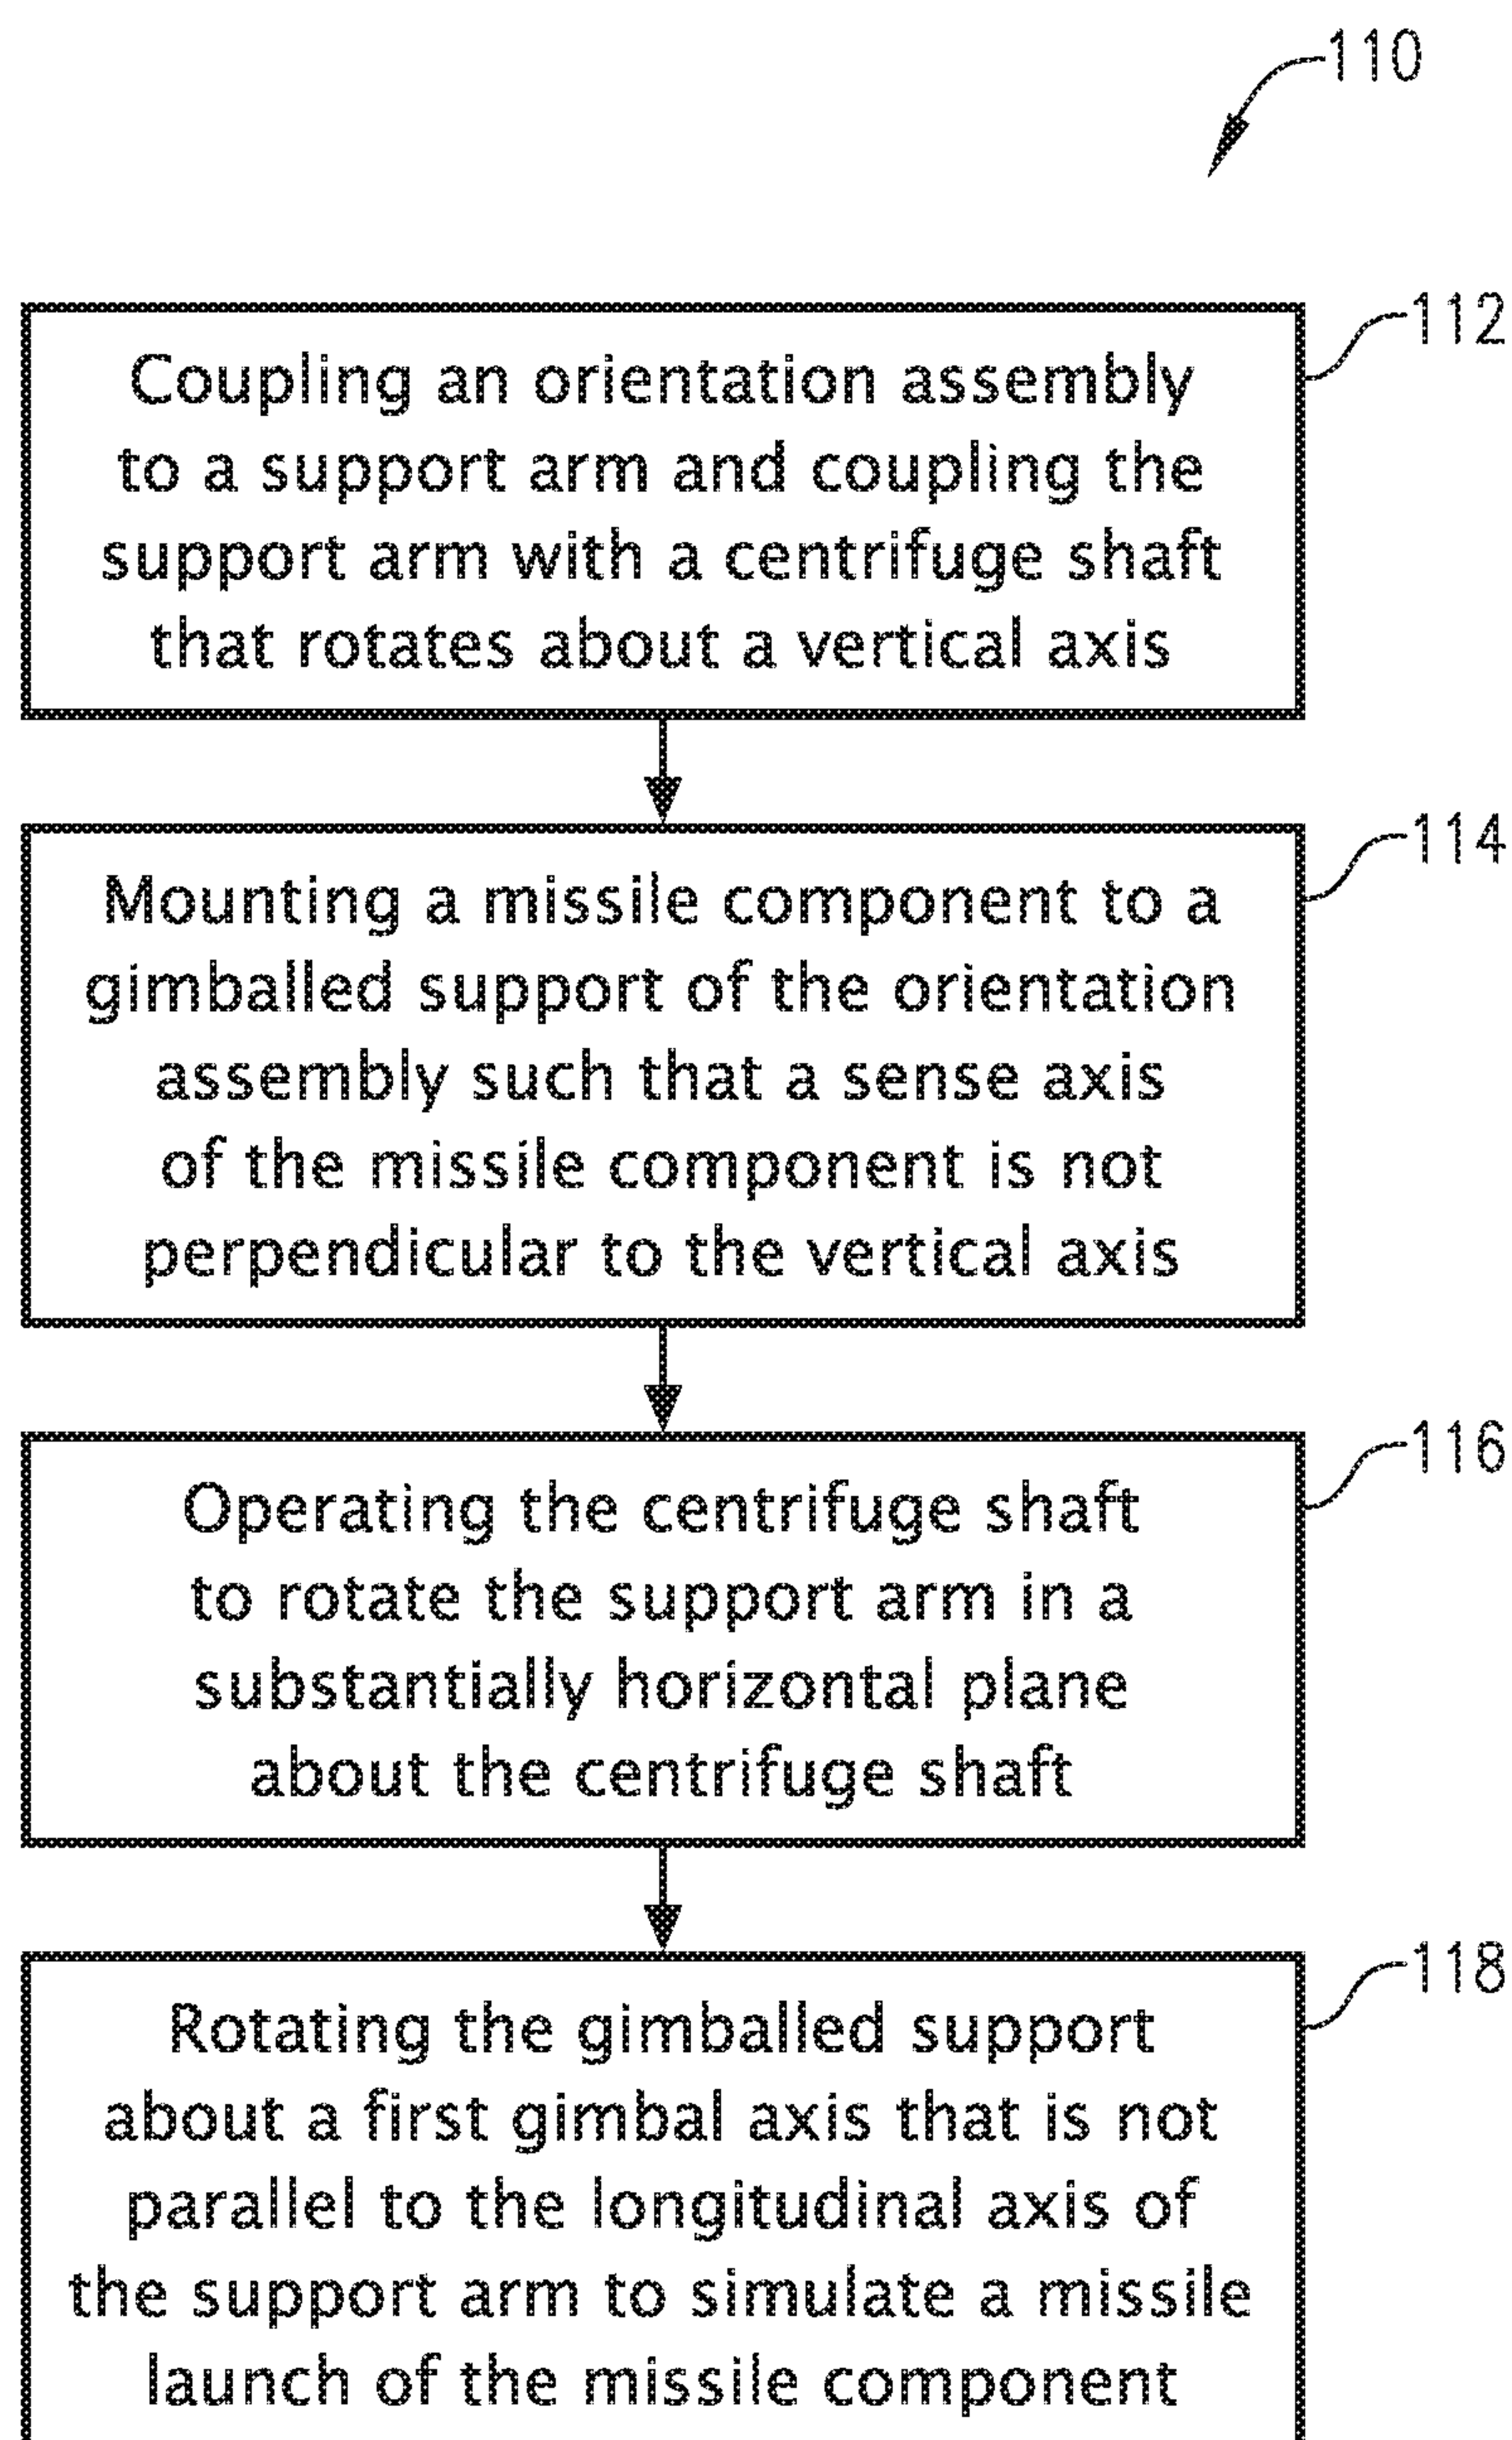 110
112
Coupling an orientation assembly
to a support arm and coupling the
support arm with a centrifuge shaft
that rotates about a vertical axis
114
Mounting a missile component to a
gimballed support of the orientation
assembly such that a sense axis
of the missile component is not
perpendicular to the vertical axis
116
Operating the centrifuge shaft
to rotate the support arm in a
substantially horizontal plane
about the centrifuge shaft
118
Rotating the gimballed support
about a first gimbal axis that is not
parallel to the longitudinal axis of
the support arm to simulate a missile
launch of the missile component